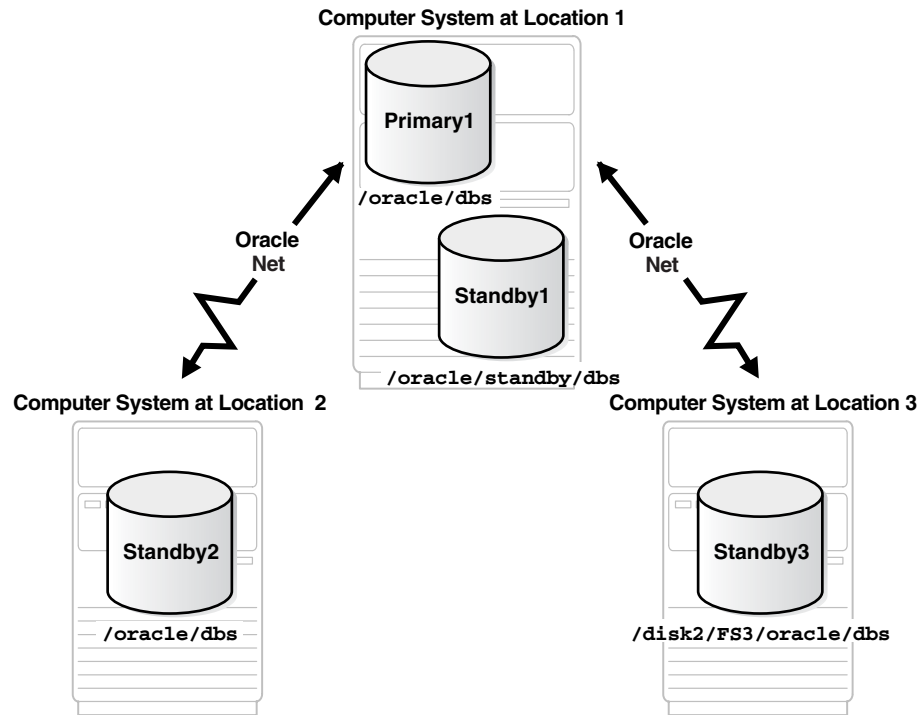 Computer System at Location 1
Primary1
/oracle/dbs
Oracle
Net
Oracle
Net
Standby1
/oracle/standby/dbs
Computer System at Location 2
Computer System at Location 3
Standby2
Standby3
/oracle/dbs
/disk2/FS3/oracle/dbs